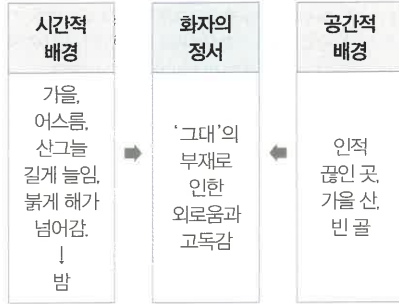 시간적
배경
가을,
어스름,
산그늘
길게 늘임,
붉게 해가
넘어감.
↓
밤
화자의
정서
‘그대’의
부재로
인한
외로움과
고독감
공간적
배경
인적
끊인 곳,
가을 산,
빈 골